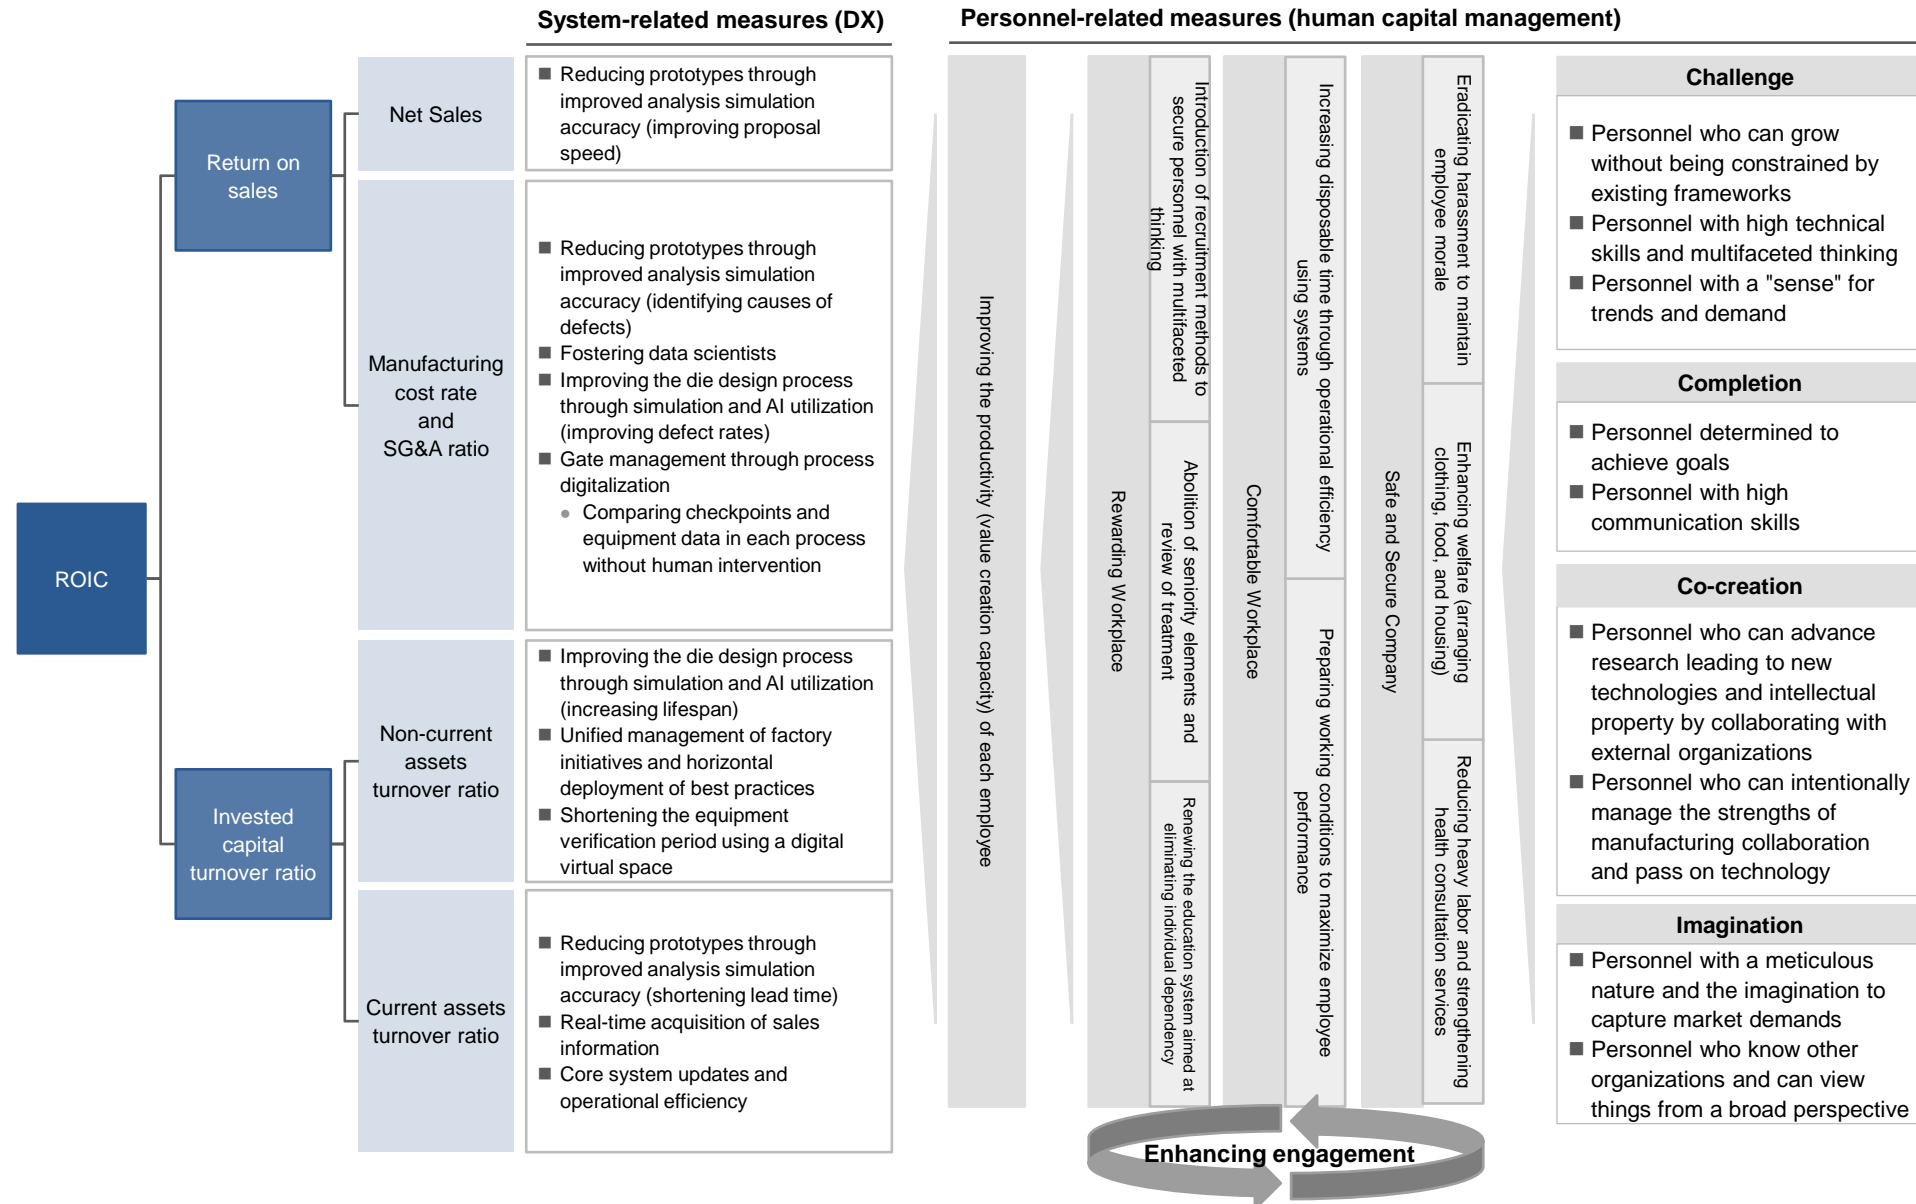 System-related measures (DX)
Personnel-related measures (human capital management)
ROIC
Return on
sales
Invested
capital
turnover ratio
Net Sales
■ Reducing prototypes through
improved analysis simulation
accuracy (improving proposal
speed)
Manufacturing
cost rate
and
SG&A ratio
■ Reducing prototypes through
improved analysis simulation
accuracy (identifying causes of
defects)
■ Fostering data scientists
■ Improving the die design process
through simulation and AI utilization
(improving defect rates)
■ Gate management through process
digitalization
● Comparing checkpoints and
equipment data in each process
without human intervention
Non-current
assets
turnover ratio
■ Improving the die design process
through simulation and AI utilization
(increasing lifespan)
■ Unified management of factory
initiatives and horizontal
deployment of best practices
■ Shortening the equipment
verification period using a digital
virtual space
Current assets
turnover ratio
■ Reducing prototypes through
improved analysis simulation
accuracy (shortening lead time)
■ Real-time acquisition of sales
information
■ Core system updates and
operational efficiency
Improving the productivity (value creation capacity) of each employee
Rewarding Workplace
Introduction of recruitment methods to
secure personnel with multifaceted
thinking
Abolition of seniority elements and
review of treatment
Renewing the education system aimed at
eliminating individual dependency
Comfortable Workplace
Increasing disposable time through operational efficiency
using systems
Preparing working conditions to maximize employee
performance
Safe and Secure Company
Eradicating harassment to maintain
employee morale
Enhancing welfare (arranging
clothing, food, and housing)
Reducing heavy labor and strengthening
health consultation services
Enhancing engagement
Challenge
■ Personnel who can grow
without being constrained by
existing frameworks
■ Personnel with high technical
skills and multifaceted thinking
■ Personnel with a "sense" for
trends and demand
Completion
■ Personnel determined to
achieve goals
■ Personnel with high
communication skills
Co-creation
■ Personnel who can advance
research leading to new
technologies and intellectual
property by collaborating with
external organizations
■ Personnel who can intentionally
manage the strengths of
manufacturing collaboration
and pass on technology
Imagination
■ Personnel with a meticulous
nature and the imagination to
capture market demands
■ Personnel who know other
organizations and can view
things from a broad perspective